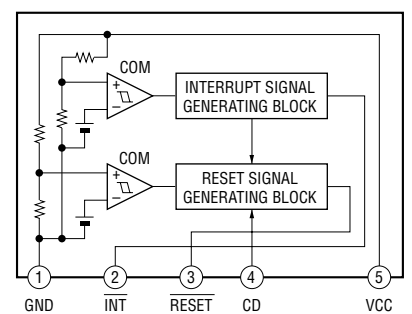 COM
+
−
INTERRUPT SIGNAL
GENERATING BLOCK
COM
+
−
RESET SIGNAL
GENERATING BLOCK
1 2 3 4 5
GND INT RESET CD VCC